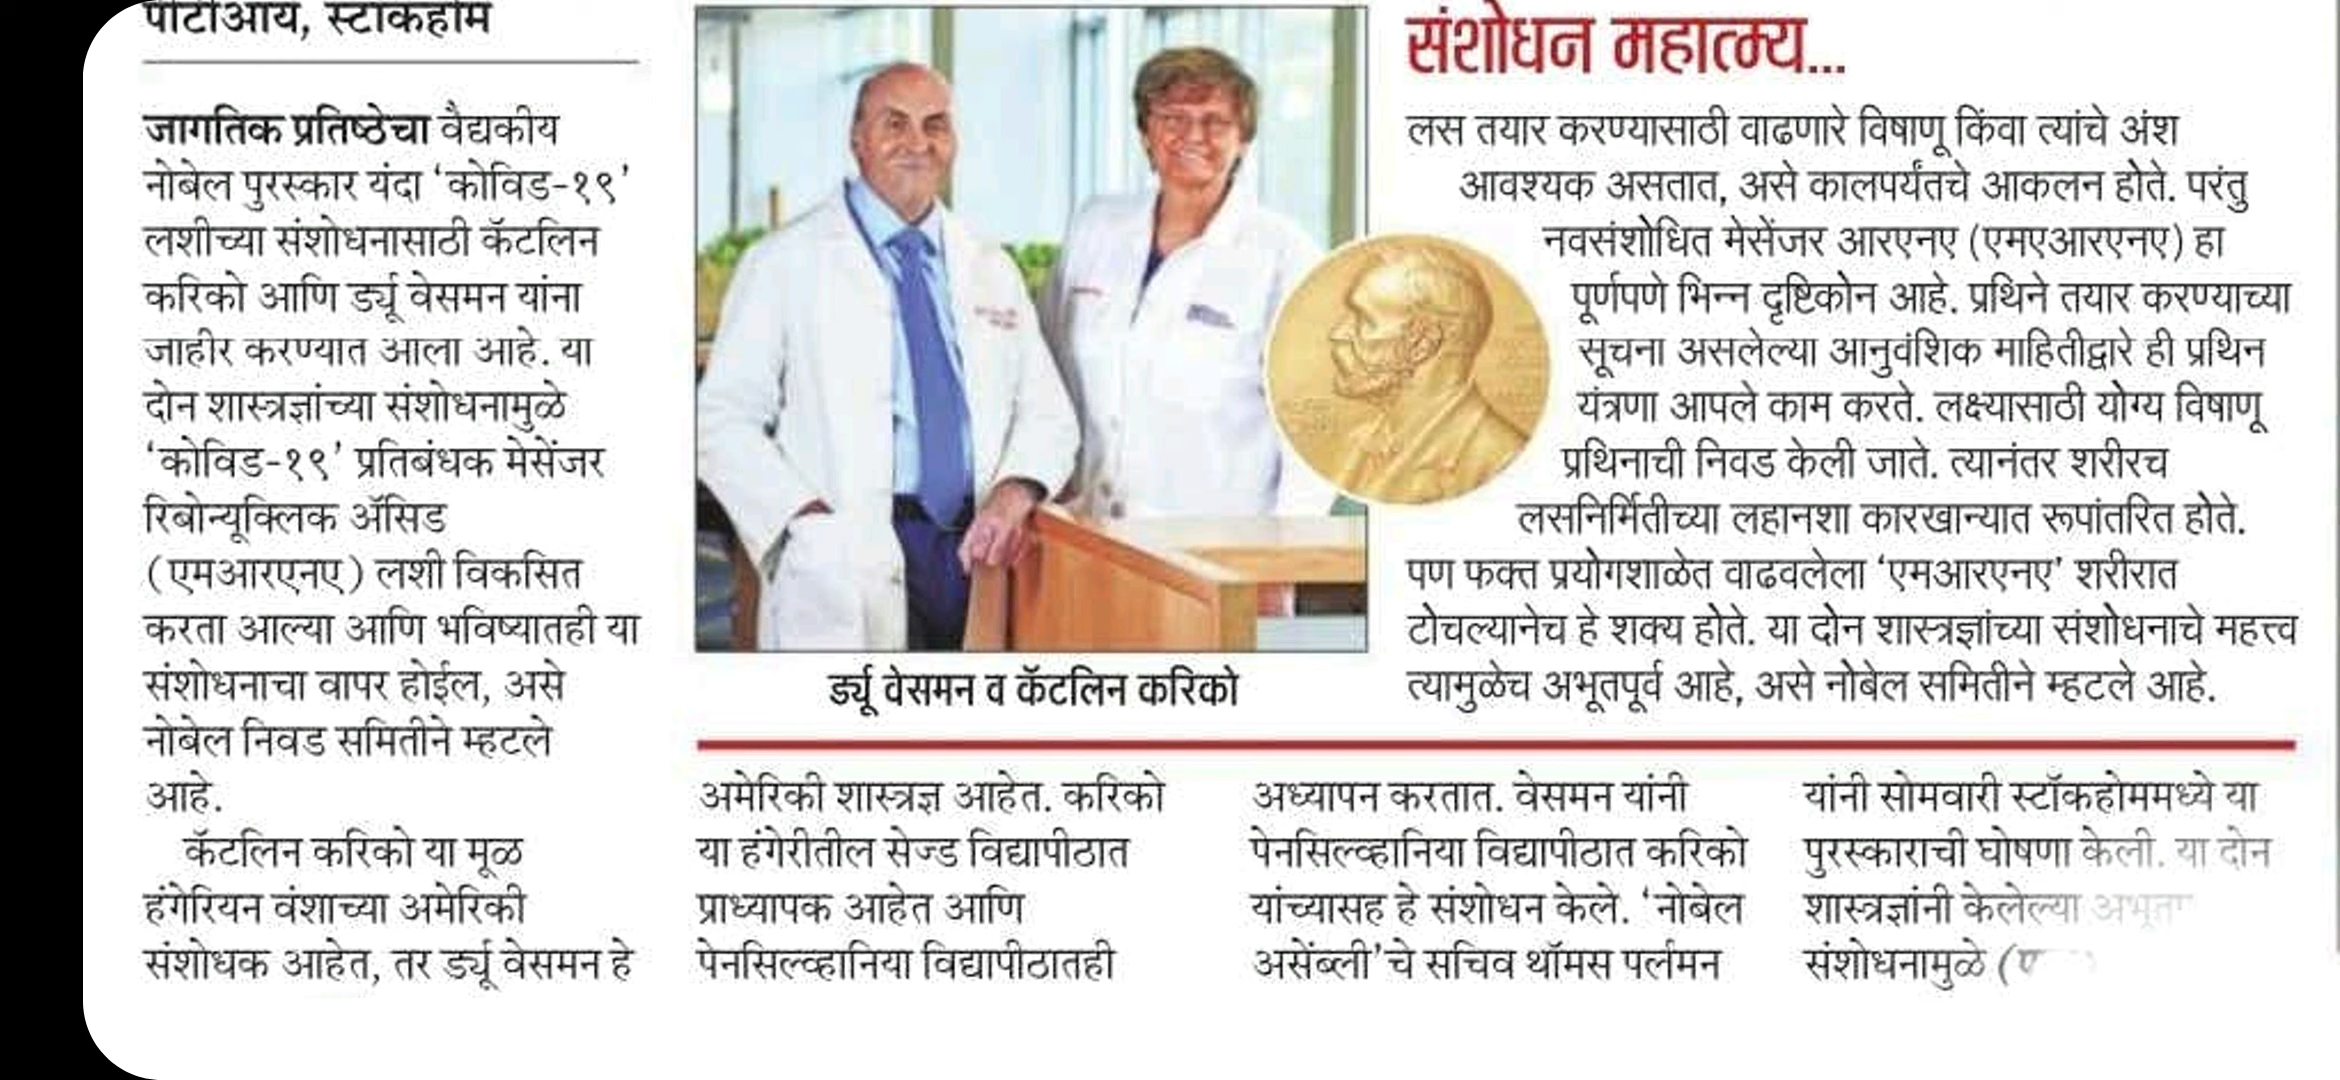 पीटीआय, स्टॉकहोम
जागतिक प्रतिष्ठेचा वैद्यकीय
नोबेल पुरस्कार यंदा ‘कोविड-१९’
लशीच्या संशोधनासाठी कॅटलिन
करिको आणि ड्र्यू वेसमन यांना
जाहीर करण्यात आला आहे. या
दोन शास्त्रज्ञांच्या संशोधनामुळे
‘कोविड-१९’ प्रतिबंधक मेसेंजर
रिबोन्यूक्लिक ॲसिड
(एमआरएनए) लशी विकसित
करता आल्या आणि भविष्यातही या
संशोधनाचा वापर होईल, असे
नोबेल निवड समितीने म्हटले
आहे.
कॅटलिन करिको या मूळ
हंगेरियन वंशाच्या अमेरिकी
संशोधक आहेत, तर ड्र्यू वेसमन हे
ड्र्यू वेसमन व कॅटलिन करिको
संशोधन महात्म्य...
लस तयार करण्यासाठी वाढणारे विषाणू किंवा त्यांचे अंश
आवश्यक असतात, असे कालपर्यंतचे आकलन होते. परंतु
नवसंशोधित मेसेंजर आरएनए (एमएआरएनए) हा
पूर्णपणे भिन्न दृष्टिकोन आहे. प्रथिने तयार करण्याच्या
सूचना असलेल्या आनुवंशिक माहितीद्वारे ही प्रथिन
यंत्रणा आपले काम करते. लक्ष्यासाठी योग्य विषाणू
प्रथिनाची निवड केली जाते. त्यानंतर शरीरच
लसनिर्मितीच्या लहानशा कारखान्यात रूपांतरित होते.
पण फक्त प्रयोगशाळेत वाढवलेला ‘एमआरएनए’ शरीरात
टोचल्यानेच हे शक्य होते. या दोन शास्त्रज्ञांच्या संशोधनाचे महत्त्व
त्यामुळेच अभूतपूर्व आहे, असे नोबेल समितीने म्हटले आहे.
अमेरिकी शास्त्रज्ञ आहेत. करिको
या हंगेरीतील सेज्ड विद्यापीठात
प्राध्यापक आहेत आणि
पेनसिल्व्हानिया विद्यापीठातही
अध्यापन करतात. वेसमन यांनी
पेनसिल्व्हानिया विद्यापीठात करिको
यांच्यासह हे संशोधन केले. ‘नोबेल
असेंब्ली’चे सचिव थॉमस पर्लमन
यांनी सोमवारी स्टॉकहोममध्ये या
पुरस्काराची घोषणा केली. या दोन
शास्त्रज्ञांनी केलेल्या
संशोधनामुळे